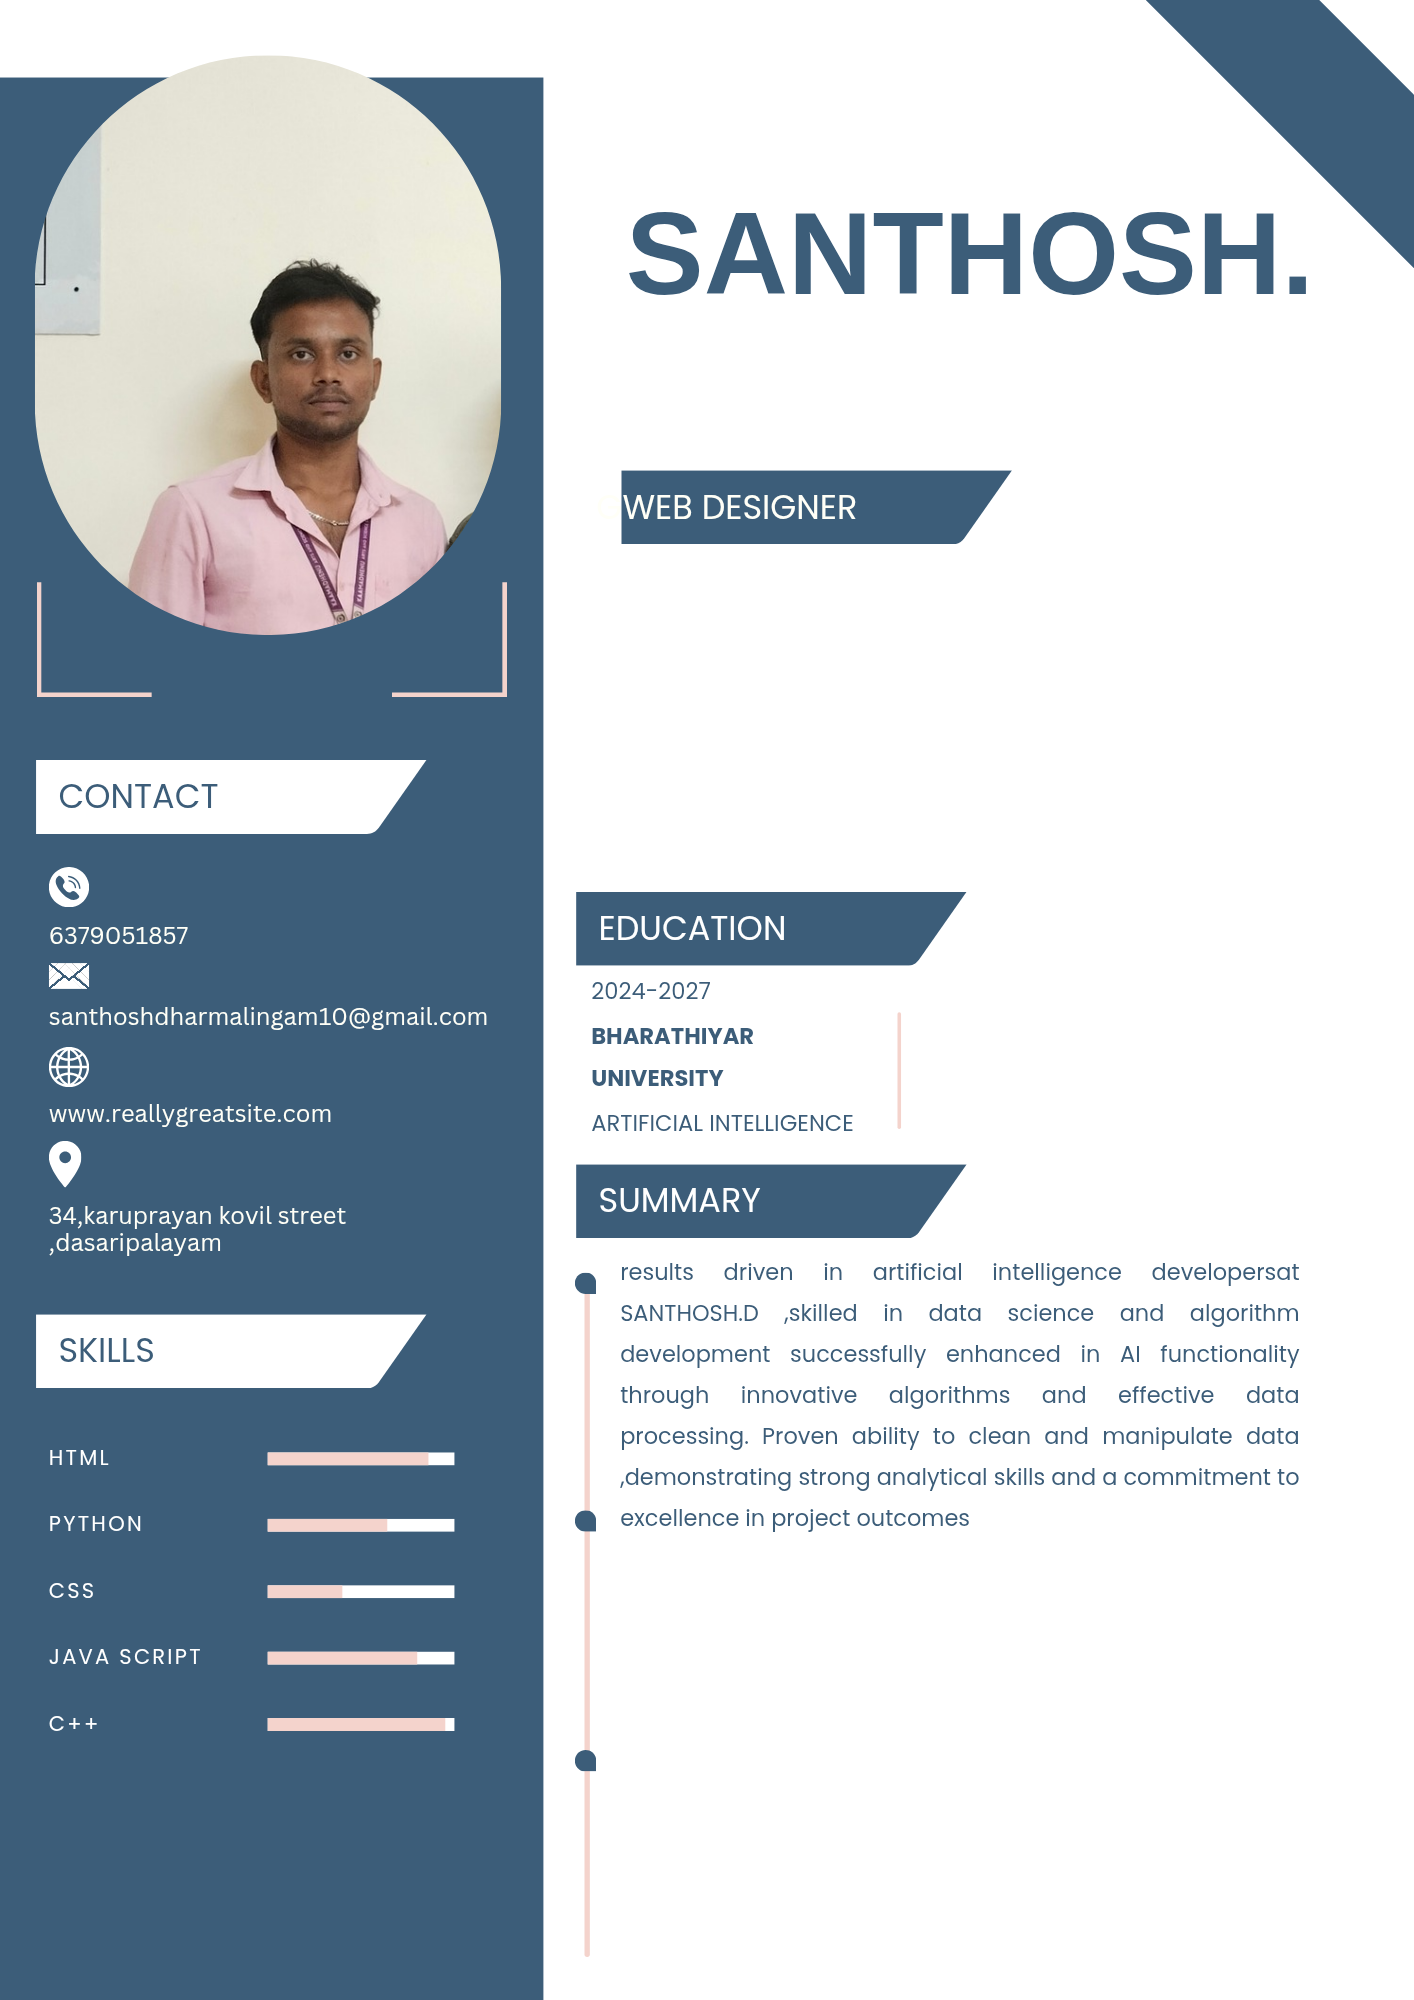 SANTHOSH.
WEB DESIGNER
CONTACT
6379051857
santhoshdharmalingam10@gmail.com
www.reallygreatsite.com
34,karuprayan kovil street
,dasaripalayam
SKILLS
HTML
PYTHON
CSS
JAVA SCRIPT
C++
EDUCATION
2024-2027
BHARATHIYAR
UNIVERSITY
ARTIFICIAL INTELLIGENCE
SUMMARY
results driven in artificial intelligence developersat
SANTHOSH.D ,skilled in data science and algorithm
development successfully enhanced in AI functionality
through innovative algorithms and effective data
processing. Proven ability to clean and manipulate data
,demonstrating strong analytical skills and a commitment to
excellence in project outcomes